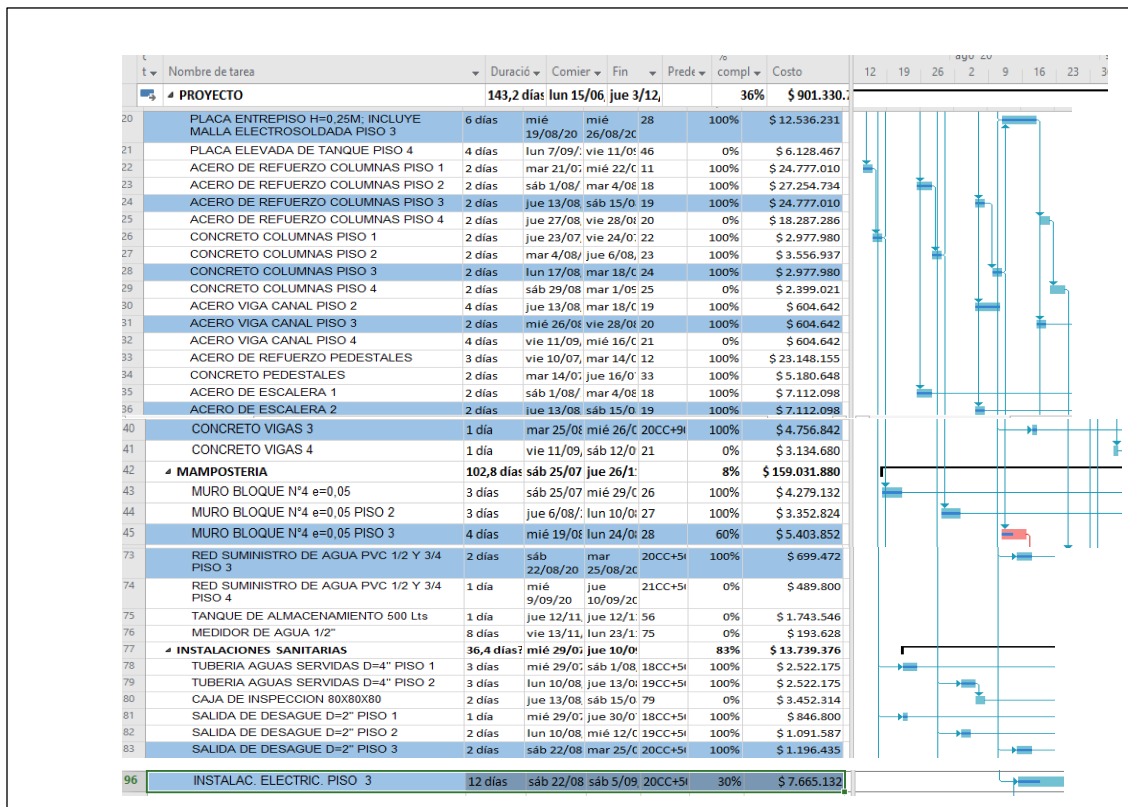 % ago '20
t Nombre de tarea Duració Comier Fin Prede compl Costo 12 19 26 2 9 16 23 3
PROYECTO 143,2 días lun 15/06, jue 3/12, 36% $ 901.330.7
20 PLACA ENTREPISO H=0,25M; INCLUYE MALLA ELECTROSOLDADA PISO 3 6 días mié 19/08/20 mié 26/08/20 28 100% $ 12.536.231
21 PLACA ELEVADA DE TANQUE PISO 4 4 días lun 7/09/ vie 11/09 46 0% $ 6.128.467
22 ACERO DE REFUERZO COLUMNAS PISO 1 2 días mar 21/07 mié 22/0 11 100% $ 24.777.010
23 ACERO DE REFUERZO COLUMNAS PISO 2 2 días sáb 1/08/ mar 4/08 18 100% $ 27.254.734
24 ACERO DE REFUERZO COLUMNAS PISO 3 2 días jue 13/08 sáb 15/0 19 100% $ 24.777.010
25 ACERO DE REFUERZO COLUMNAS PISO 4 2 días jue 27/08 vie 28/08 20 0% $ 18.287.286
26 CONCRETO COLUMNAS PISO 1 2 días jue 23/07 vie 24/07 22 100% $ 2.977.980
27 CONCRETO COLUMNAS PISO 2 2 días mar 4/08/ jue 6/08, 23 100% $ 3.556.937
28 CONCRETO COLUMNAS PISO 3 2 días lun 17/08 mar 18/0 24 100% $ 2.977.980
29 CONCRETO COLUMNAS PISO 4 2 días sáb 29/08 mar 1/09 25 0% $ 2.399.021
30 ACERO VIGA CANAL PISO 2 4 días jue 13/08 mar 18/0 19 100% $ 604.642
31 ACERO VIGA CANAL PISO 3 2 días mié 26/08 vie 28/08 20 100% $ 604.642
32 ACERO VIGA CANAL PISO 4 4 días vie 11/09, mié 16/0 21 0% $ 604.642
33 ACERO DE REFUERZO PEDESTALES 3 días vie 10/07, mar 14/0 12 100% $ 23.148.155
34 CONCRETO PEDESTALES 2 días mar 14/07 jue 16/07 33 100% $ 5.180.648
35 ACERO DE ESCALERA 1 2 días sáb 1/08/ mar 4/08 18 100% $ 7.112.098
36 ACERO DE ESCALERA 2 2 días jue 13/08 sáb 15/0 19 100% $ 7.112.098
40 CONCRETO VIGAS 3 1 día mar 25/08 mié 26/0 20CC+90 100% $ 4.756.842
41 CONCRETO VIGAS 4 1 día vie 11/09, sáb 12/0 21 0% $ 3.134.680
42 MAMPOSTERIA 102,8 días sáb 25/07 jue 26/1 8% $ 159.031.880
43 MURO BLOQUE N°4 e=0,05 3 días sáb 25/07 mié 29/0 26 100% $ 4.279.132
44 MURO BLOQUE N°4 e=0,05 PISO 2 3 días jue 6/08/ lun 10/08 27 100% $ 3.352.824
45 MURO BLOQUE N°4 e=0,05 PISO 3 4 días mié 19/08 lun 24/08 28 60% $ 5.403.852
73 RED SUMINISTRO DE AGUA PVC 1/2 Y 3/4 PISO 3 2 días sáb 22/08/20 mar 25/08/20 20CC+50 100% $ 699.472
74 RED SUMINISTRO DE AGUA PVC 1/2 Y 3/4 PISO 4 1 día mié 9/09/20 jue 10/09/20 21CC+50 0% $ 489.800
75 TANQUE DE ALMACENAMIENTO 500 Lts 1 día jue 12/11 jue 12/1 56 0% $ 1.743.546
76 MEDIDOR DE AGUA 1/2" 8 días vie 13/11, lun 23/1 75 0% $ 193.628
77 INSTALACIONES SANITARIAS 36,4 días? mié 29/07 jue 10/09 83% $ 13.739.376
78 TUBERIA AGUAS SERVIDAS D=4" PISO 1 3 días mié 29/07 sáb 1/08, 18CC+50 100% $ 2.522.175
79 TUBERIA AGUAS SERVIDAS D=4" PISO 2 3 días lun 10/08 jue 13/08 19CC+50 100% $ 2.522.175
80 CAJA DE INSPECCION 80X80X80 2 días jue 13/08 sáb 15/0 79 0% $ 3.452.314
81 SALIDA DE DESAGUE D=2" PISO 1 1 día mié 29/07 jue 30/07 18CC+50 100% $ 846.800
82 SALIDA DE DESAGUE D=2" PISO 2 2 días lun 10/08 mié 12/0 19CC+50 100% $ 1.091.587
83 SALIDA DE DESAGUE D=2" PISO 3 2 días sáb 22/08 mar 25/0 20CC+50 100% $ 1.196.435
96 INSTALAC. ELECTRIC. PISO 3 12 días sáb 22/08 sáb 5/09, 20CC+50 30% $ 7.665.132